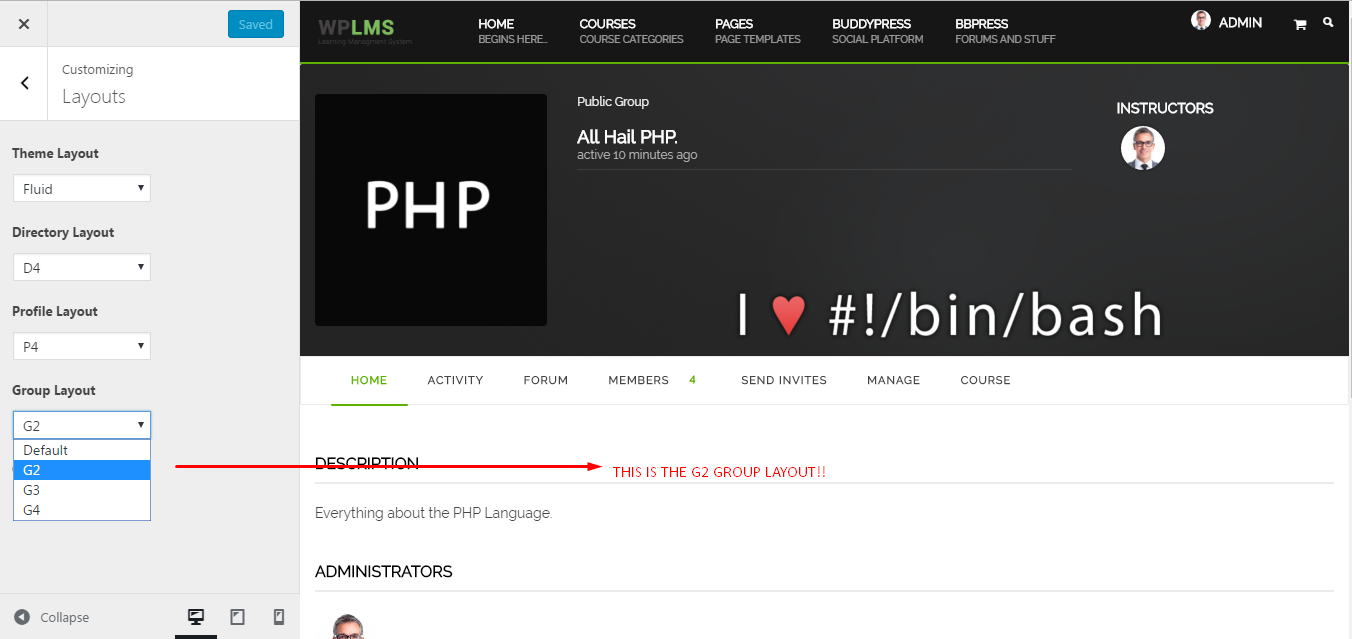 Saved
Customizing
Layouts
Theme Layout
Fluid
Directory Layout
D4
Profile Layout
P4
Group Layout
G2
Default
G2
G3
G4
Collapse
WPLMS
Learning Managment System
HOME
BEGINS HERE..
COURSES
COURSE CATEGORIES
PAGES
PAGE TEMPLATES
BUDDYPRESS
SOCIAL PLATFORM
BBPRESS
FORUMS AND STUFF
ADMIN
PHP
Public Group
All Hail PHP.
active 10 minutes ago
INSTRUCTORS
I ♥ #!/bin/bash
HOME ACTIVITY FORUM MEMBERS 4 SEND INVITES MANAGE COURSE
DESCRIPTION
THIS IS THE G2 GROUP LAYOUT!!
Everything about the PHP Language.
ADMINISTRATORS